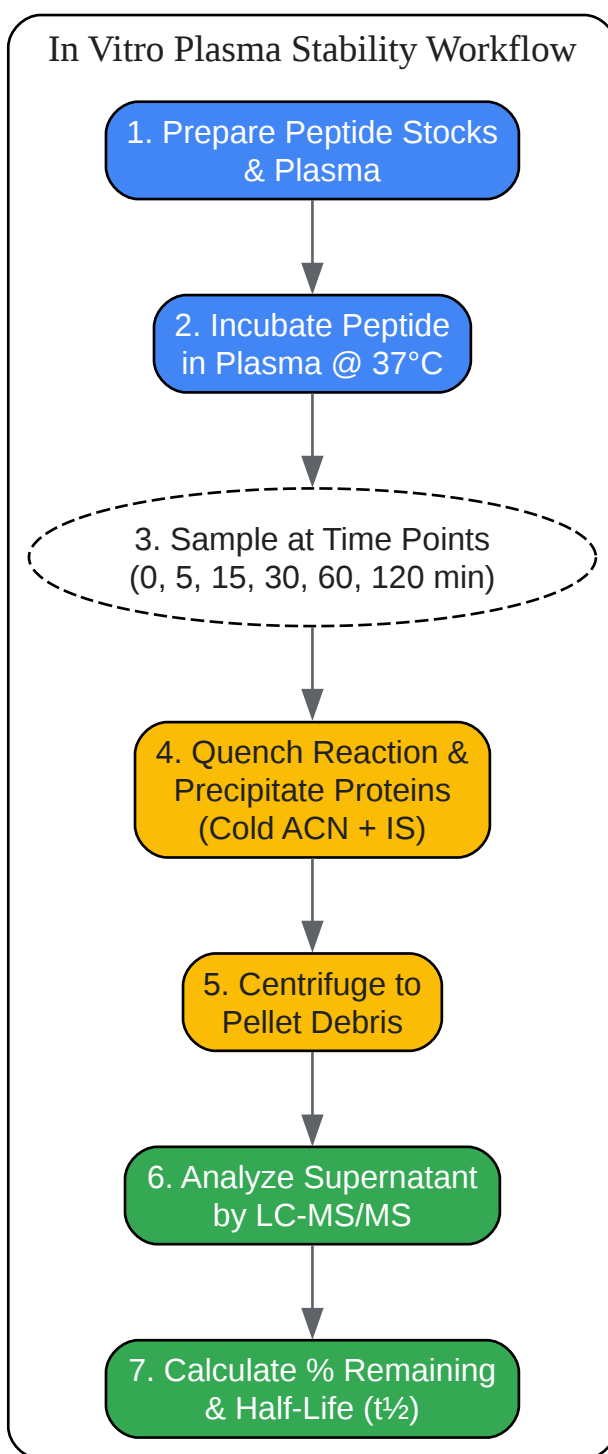 In Vitro Plasma Stability Workflow
1. Prepare Peptide Stocks
& Plasma
2. Incubate Peptide
in Plasma @ 37°C
3. Sample at Time Points
(0, 5, 15, 30, 60, 120 min)
4. Quench Reaction &
Precipitate Proteins
(Cold ACN + IS)
5. Centrifuge to
Pellet Debris
6. Analyze Supernatant
by LC-MS/MS
7. Calculate % Remaining
& Half-Life (t½)